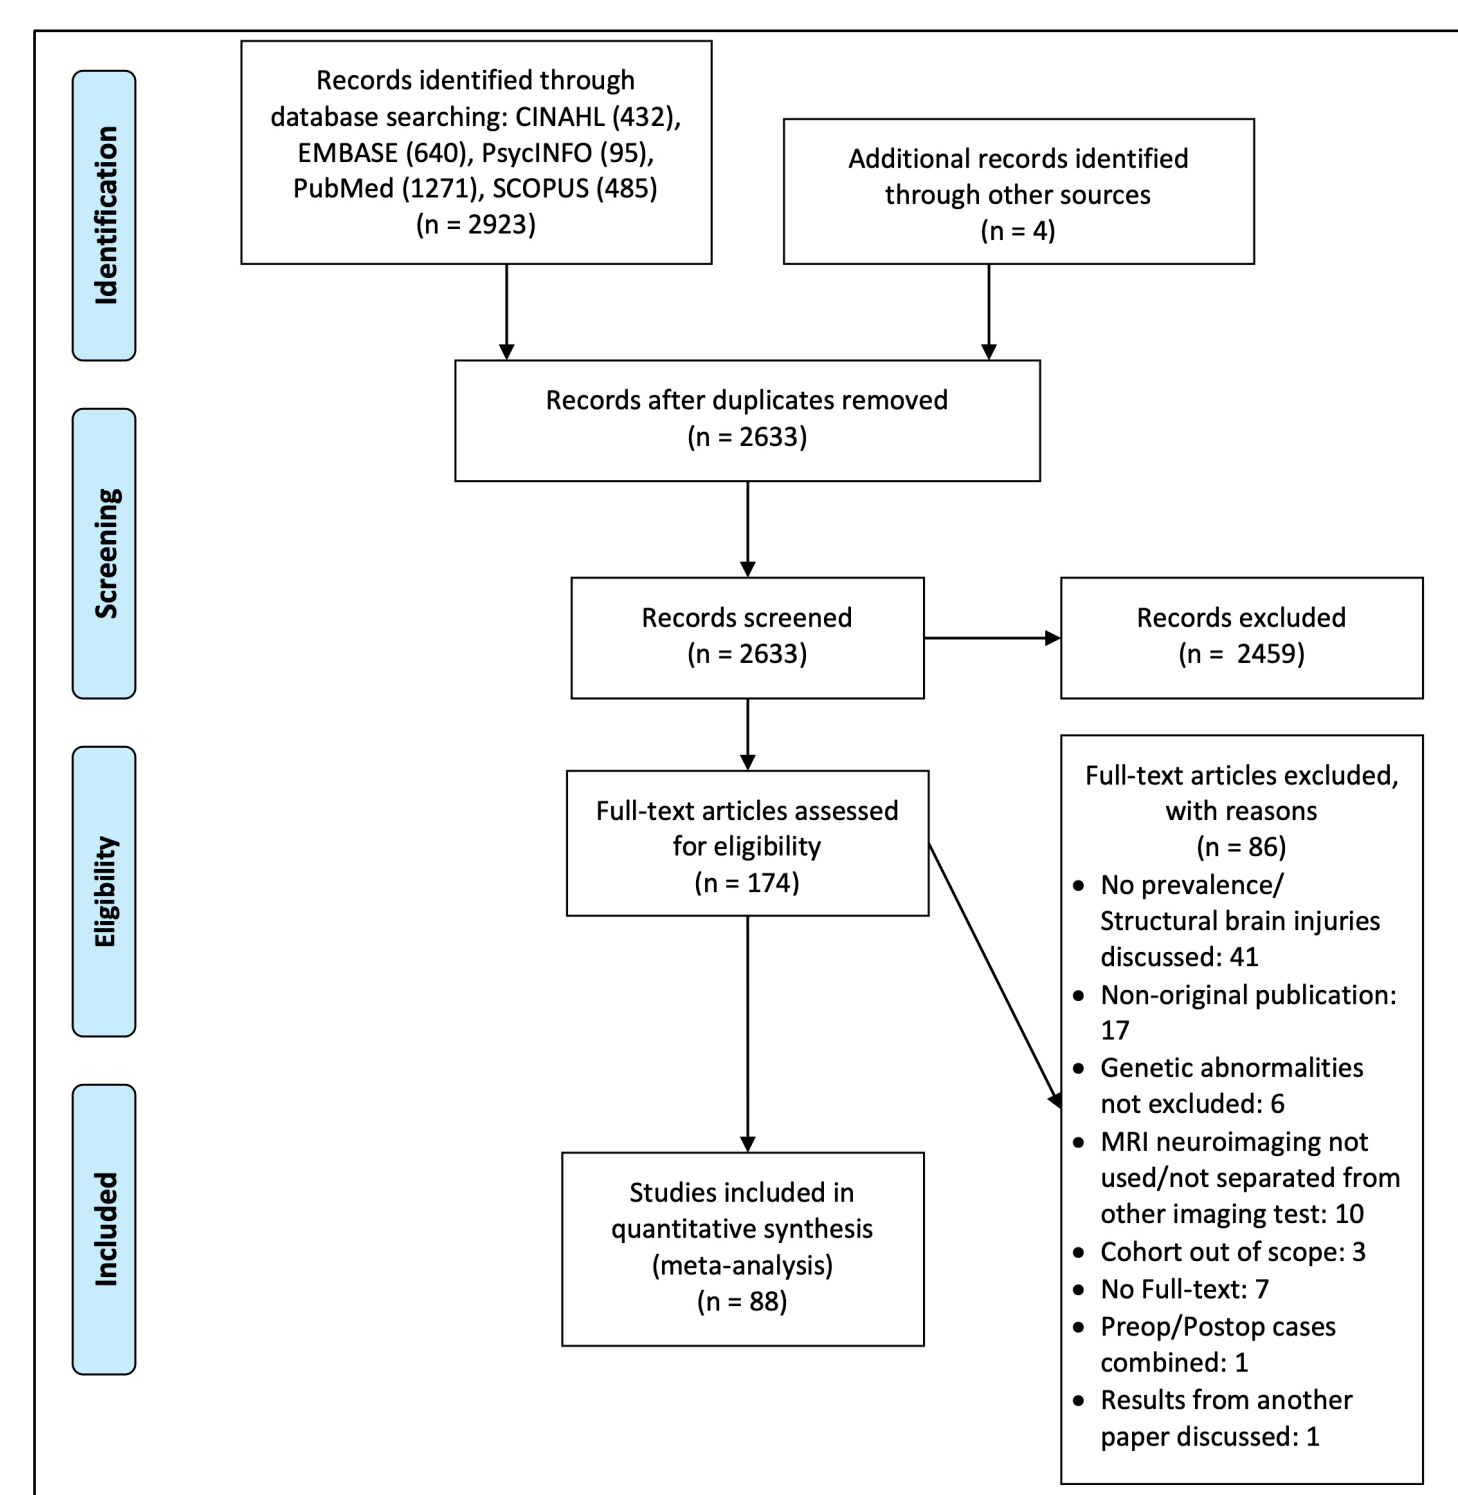 Identification
Records identified through
database searching: CINAHL (432),
EMBASE (640), PsycINFO (95),
PubMed (1271), SCOPUS (485)
(n = 2923)
Additional records identified
through other sources
(n = 4)
Records after duplicates removed
(n = 2633)
Screening
Records screened
(n = 2633)
Records excluded
(n =  2459)
Eligibility
Full-text articles assessed
for eligibility
(n = 174)
Full-text articles excluded,
with reasons
(n = 86)
• No prevalence/
Structural brain injuries
discussed: 41
• Non-original publication:
17
• Genetic abnormalities
not excluded: 6
• MRI neuroimaging not
used/not separated from
other imaging test: 10
• Cohort out of scope: 3
• No Full-text: 7
• Preop/Postop cases
combined: 1
• Results from another
paper discussed: 1
Included
Studies included in
quantitative synthesis
(meta-analysis)
(n = 88)